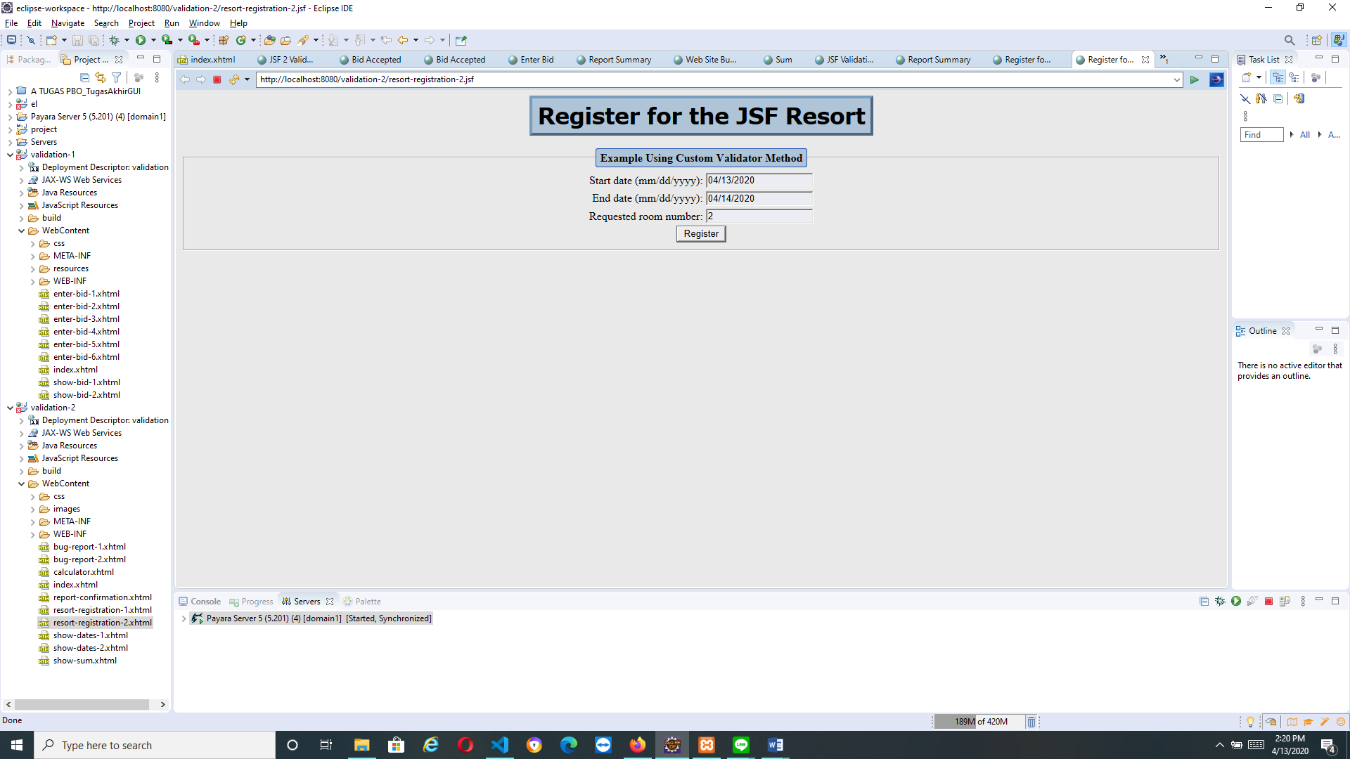 eclipse-workspace - http://localhost:8080/validation-2/resort-registration-2.jsf - Eclipse IDE
File Edit Navigate Search Project Run Window Help
Packag... Project ...
index.xhtml JSF 2 Valid... Bid Accepted Bid Accepted Enter Bid Report Summary Web Site Bu... Sum JSF Validati... Report Summary Register fo... Register fo... »1
Task List
http://localhost:8080/validation-2/resort-registration-2.jsf
A TUGAS PBO_TugasAkhirGUI
el
Payara Server 5 (5.201) (4) [domain1]
project
Servers
validation-1
Deployment Descriptor: validation
JAX-WS Web Services
Java Resources
JavaScript Resources
build
WebContent
css
META-INF
resources
WEB-INF
enter-bid-1.xhtml
enter-bid-2.xhtml
enter-bid-3.xhtml
enter-bid-4.xhtml
enter-bid-5.xhtml
enter-bid-6.xhtml
index.xhtml
show-bid-1.xhtml
show-bid-2.xhtml
validation-2
Deployment Descriptor: validation
JAX-WS Web Services
Java Resources
JavaScript Resources
build
WebContent
css
images
META-INF
WEB-INF
bug-report-1.xhtml
bug-report-2.xhtml
calculator.xhtml
index.xhtml
report-confirmation.xhtml
resort-registration-1.xhtml
resort-registration-2.xhtml
show-dates-1.xhtml
show-dates-2.xhtml
show-sum.xhtml
Register for the JSF Resort
Example Using Custom Validator Method
Start date (mm/dd/yyyy): 04/13/2020
End date (mm/dd/yyyy): 04/14/2020
Requested room number: 2
Register
Find All A...
Outline
There is no active editor that
provides an outline.
Console Progress Servers Palette
Payara Server 5 (5.201) (4) [domain1] [Started, Synchronized]
Done
189M of 420M
Type here to search
2:20 PM
4/13/2020
4